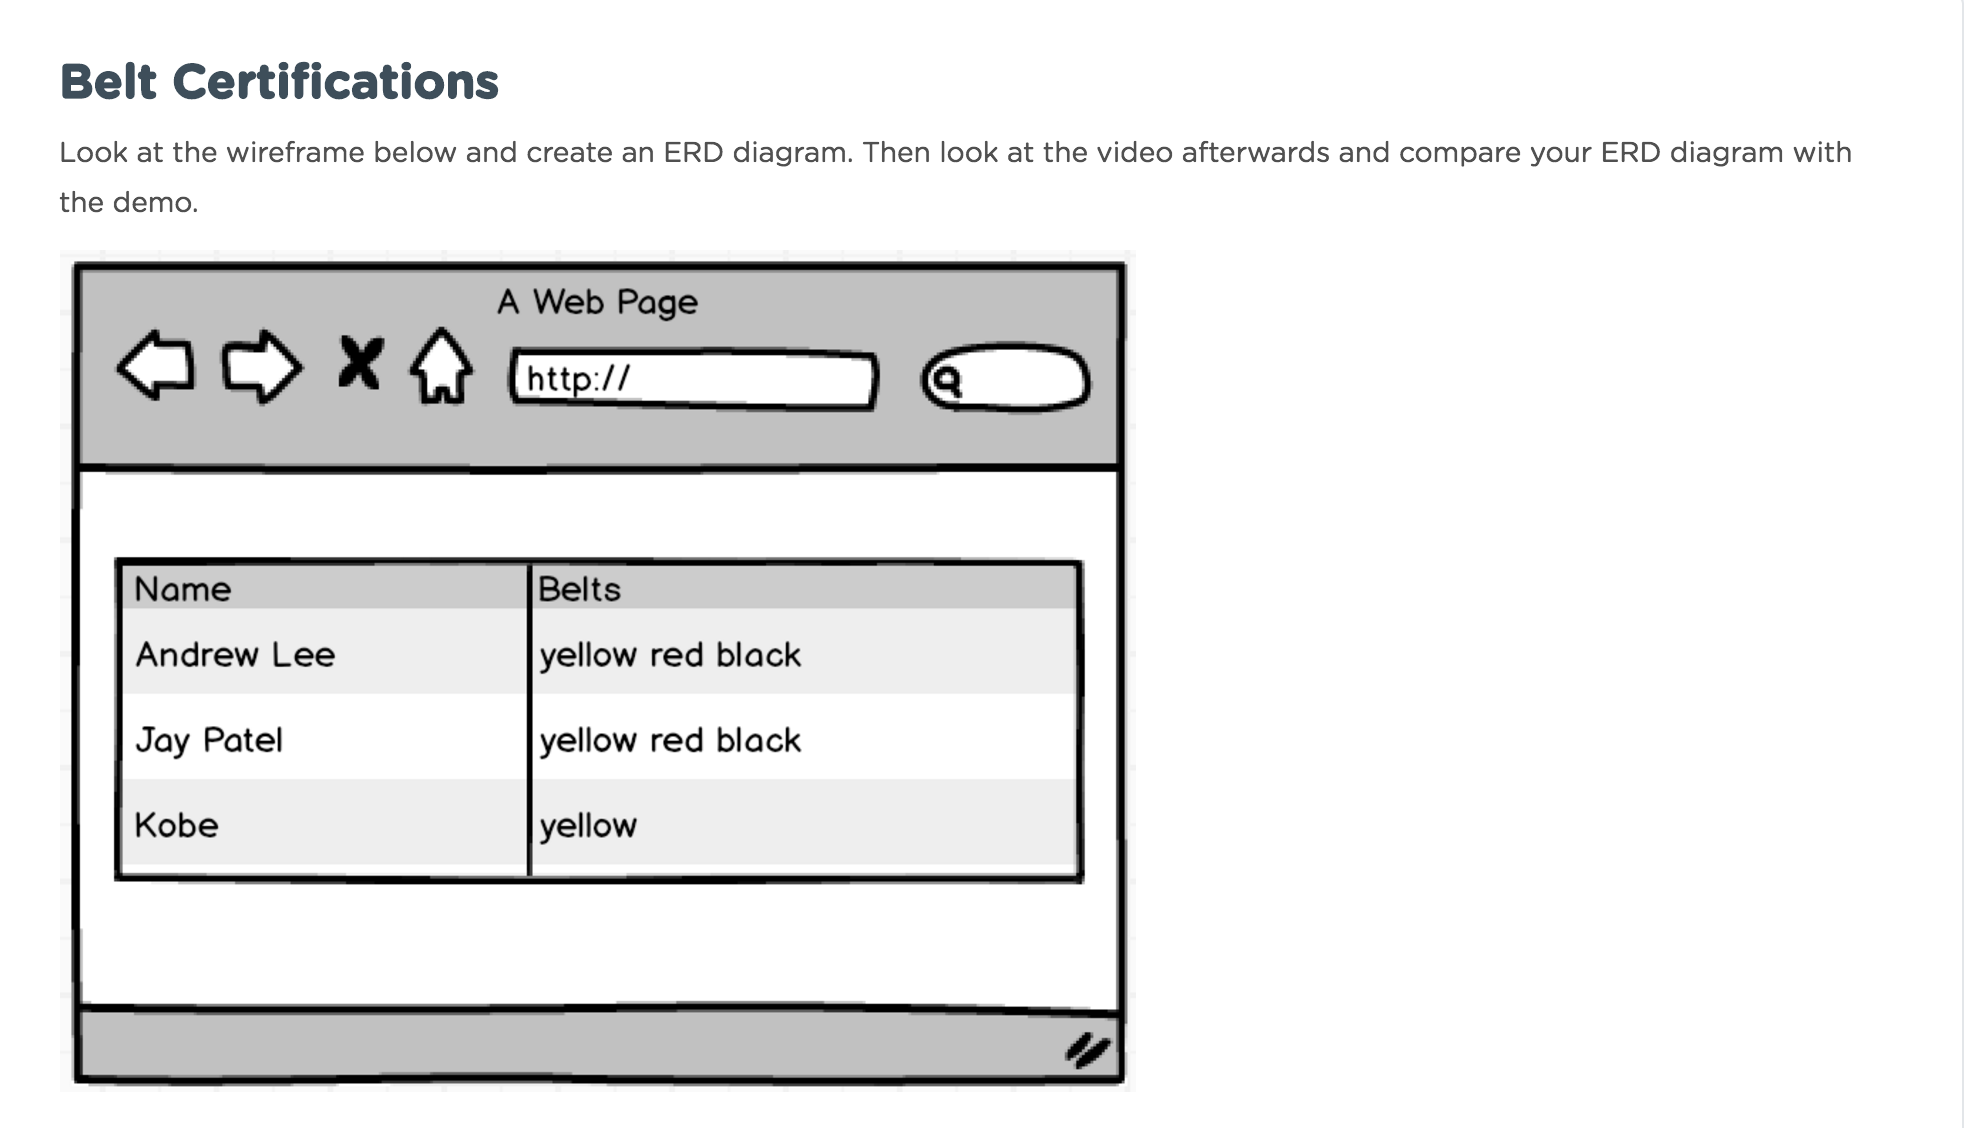 Belt Certifications
Look at the wireframe below and create an ERD diagram. Then look at the video afterwards and compare your ERD diagram with
the demo.
A Web Page
http://
Name Belts
Andrew Lee yellow red black
Jay Patel yellow red black
Kobe yellow